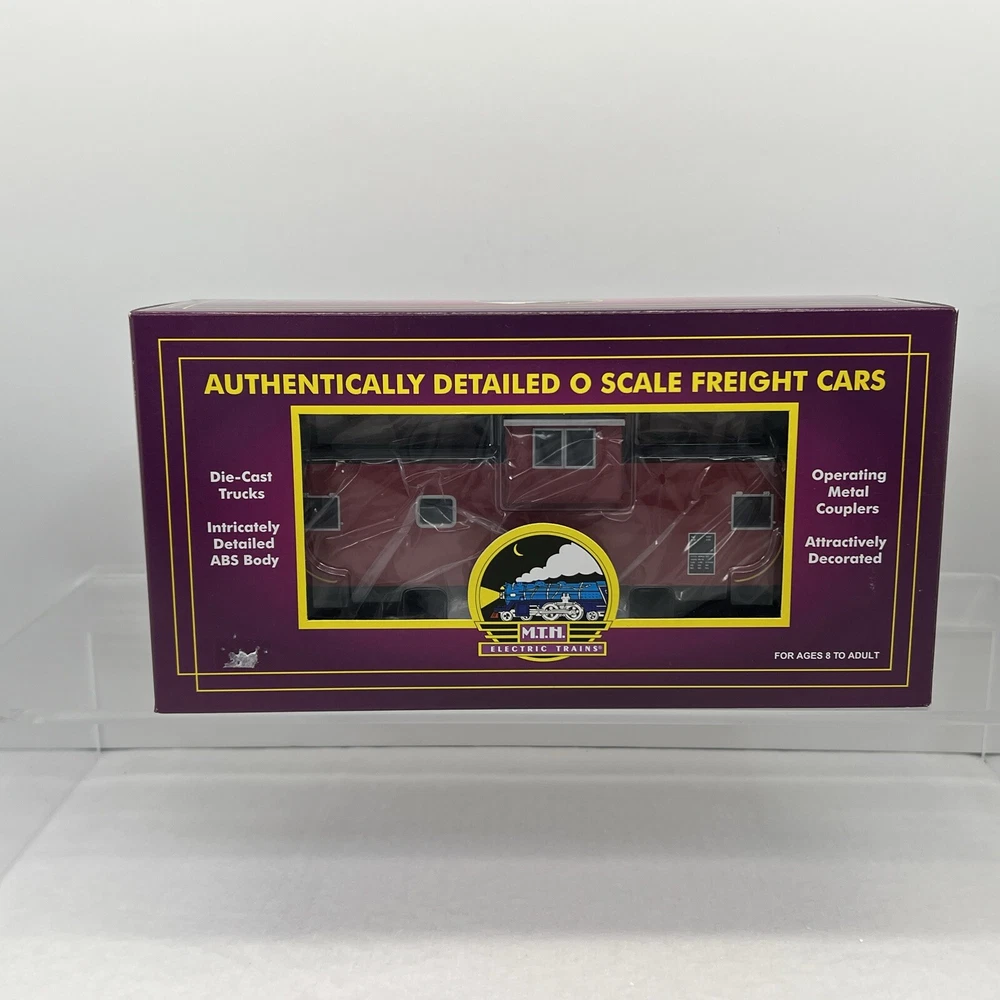 AUTHENTICALLY DETAILED O SCALE FREIGHT CARS
Die-Cast
Trucks
Intricately
Detailed
ABS Body
Operating
Metal
Couplers
Attractively
Decorated
M.T.H.
ELECTRIC TRAINS®
FOR AGES 8 TO ADULT